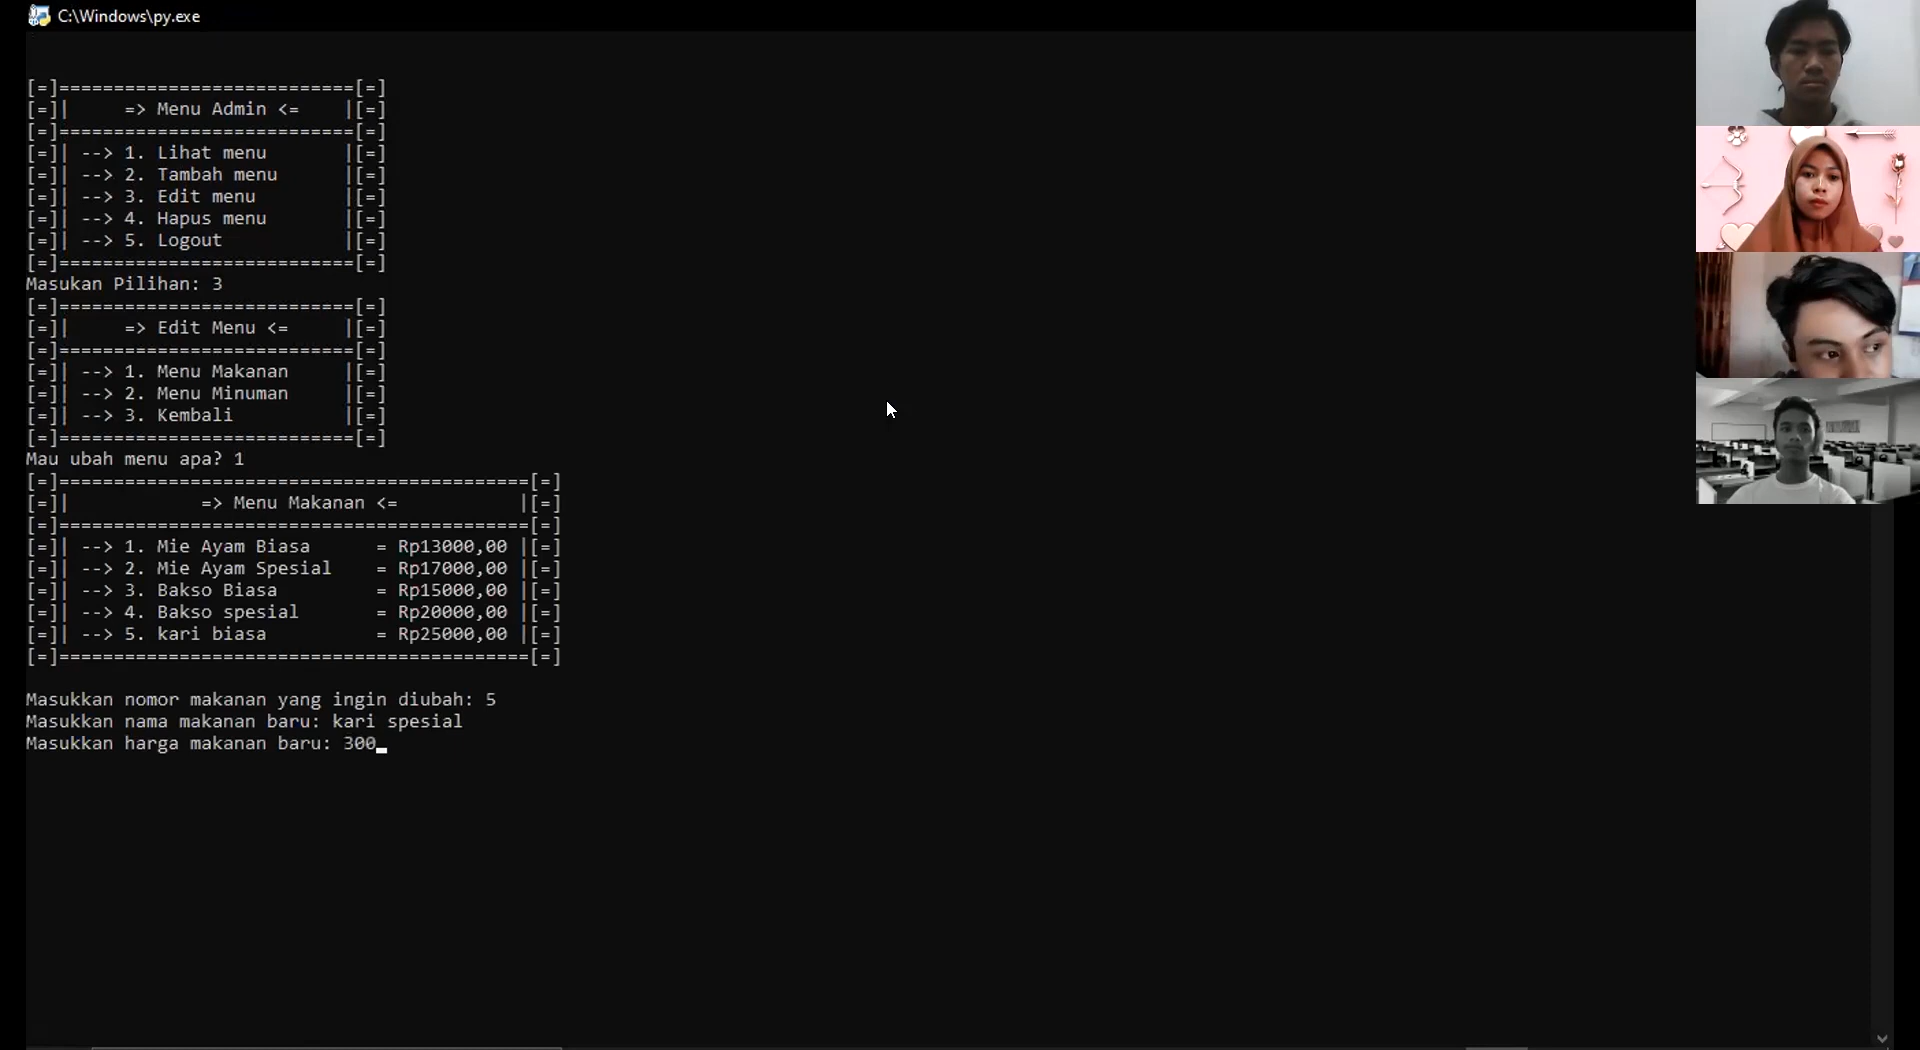 C:\Windows\py.exe
[=]===========================[=]
[=]|     => Menu Admin <=    |[=]
[=]===========================[=]
[=]| --> 1. Lihat menu       |[=]
[=]| --> 2. Tambah menu      |[=]
[=]| --> 3. Edit menu        |[=]
[=]| --> 4. Hapus menu       |[=]
[=]| --> 5. Logout           |[=]
[=]===========================[=]
Masukan Pilihan: 3
[=]===========================[=]
[=]|     => Edit Menu <=     |[=]
[=]===========================[=]
[=]| --> 1. Menu Makanan     |[=]
[=]| --> 2. Menu Minuman     |[=]
[=]| --> 3. Kembali          |[=]
[=]===========================[=]
Mau ubah menu apa? 1
[=]===========================================[=]
[=]|            => Menu Makanan <=           |[=]
[=]===========================================[=]
[=]| --> 1. Mie Ayam Biasa      = Rp13000,00 |[=]
[=]| --> 2. Mie Ayam Spesial    = Rp17000,00 |[=]
[=]| --> 3. Bakso Biasa         = Rp15000,00 |[=]
[=]| --> 4. Bakso spesial       = Rp20000,00 |[=]
[=]| --> 5. kari biasa          = Rp25000,00 |[=]
[=]===========================================[=]
Masukkan nomor makanan yang ingin diubah: 5
Masukkan nama makanan baru: kari spesial
Masukkan harga makanan baru: 300_